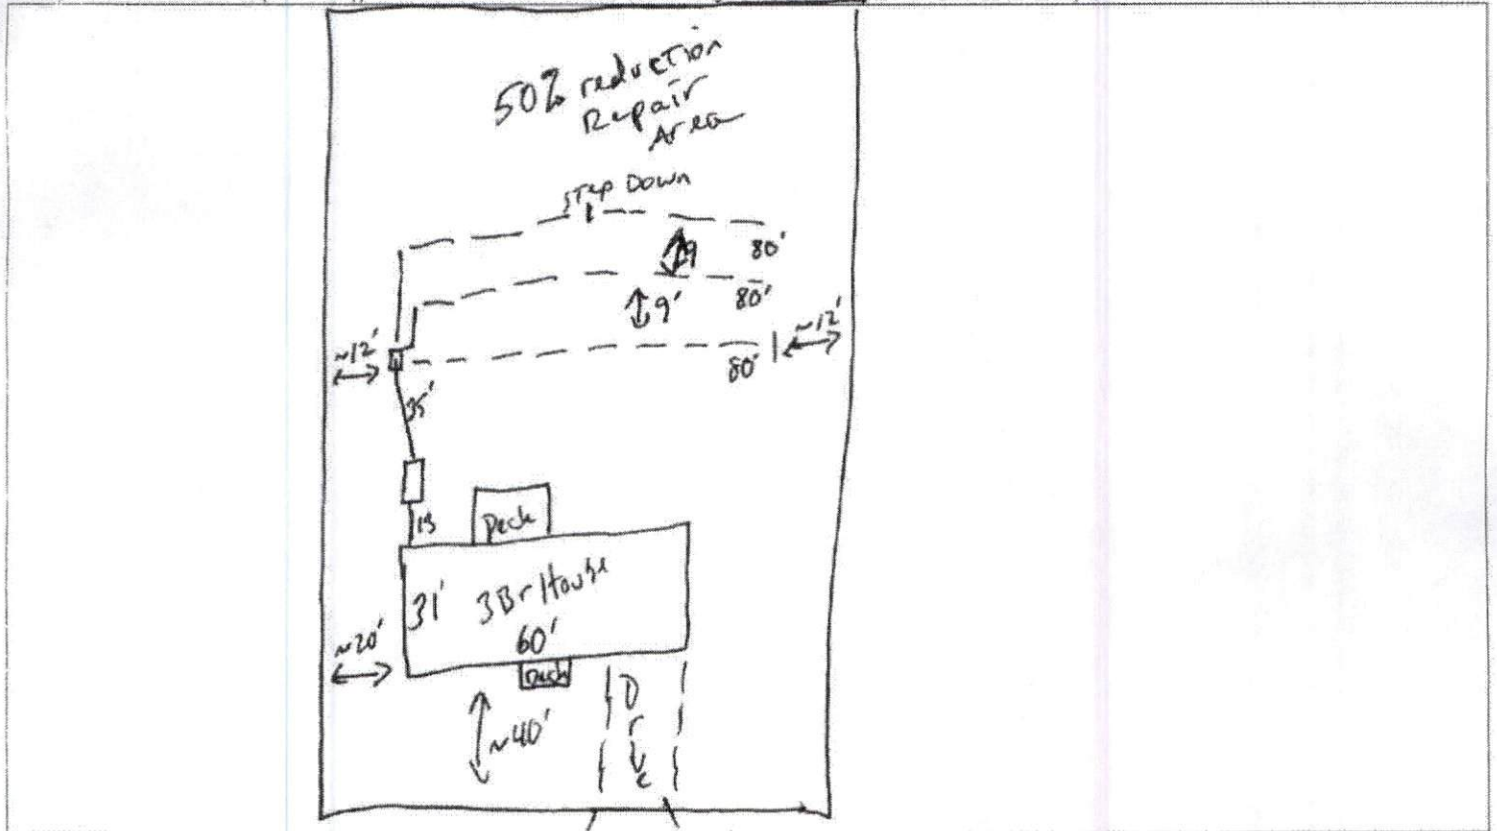 50% reduction
Repair
Area
Step Down
80'
9
80'
9'
~12'
80'
~12'
35'
Deck
31'
3Br House
60'
~20'
Deck
~40'
Drive